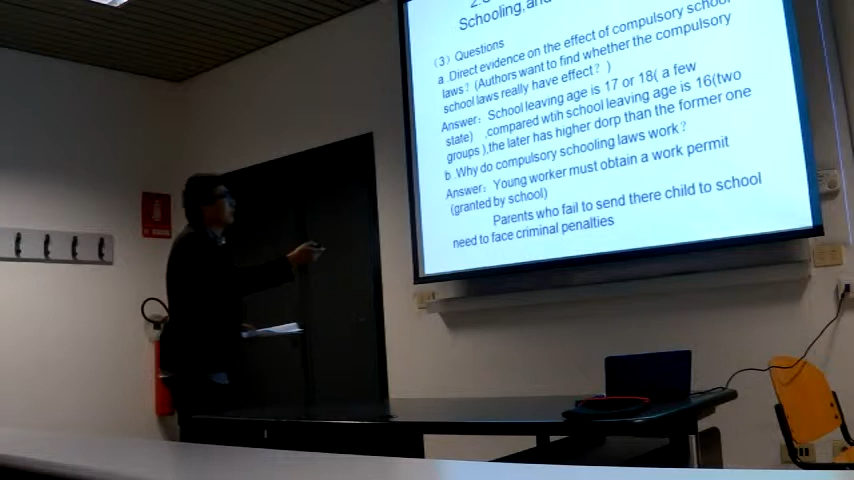 Schooling,and
(3) Questions
a .Direct evidence on the effect of compulsory school
laws? (Authors want to find whether the compulsory
school laws really have effect? )
Answer: School leaving age is 17 or 18( a few
state) ,compared wtih school leaving age is 16(two
groups ),the later has higher dorp than the former one
b .Why do compulsory schooling laws work?
Answer: Young worker must obtain a work permit
(granted by school)
Parents who fail to send there child to school
need to face criminal penalties